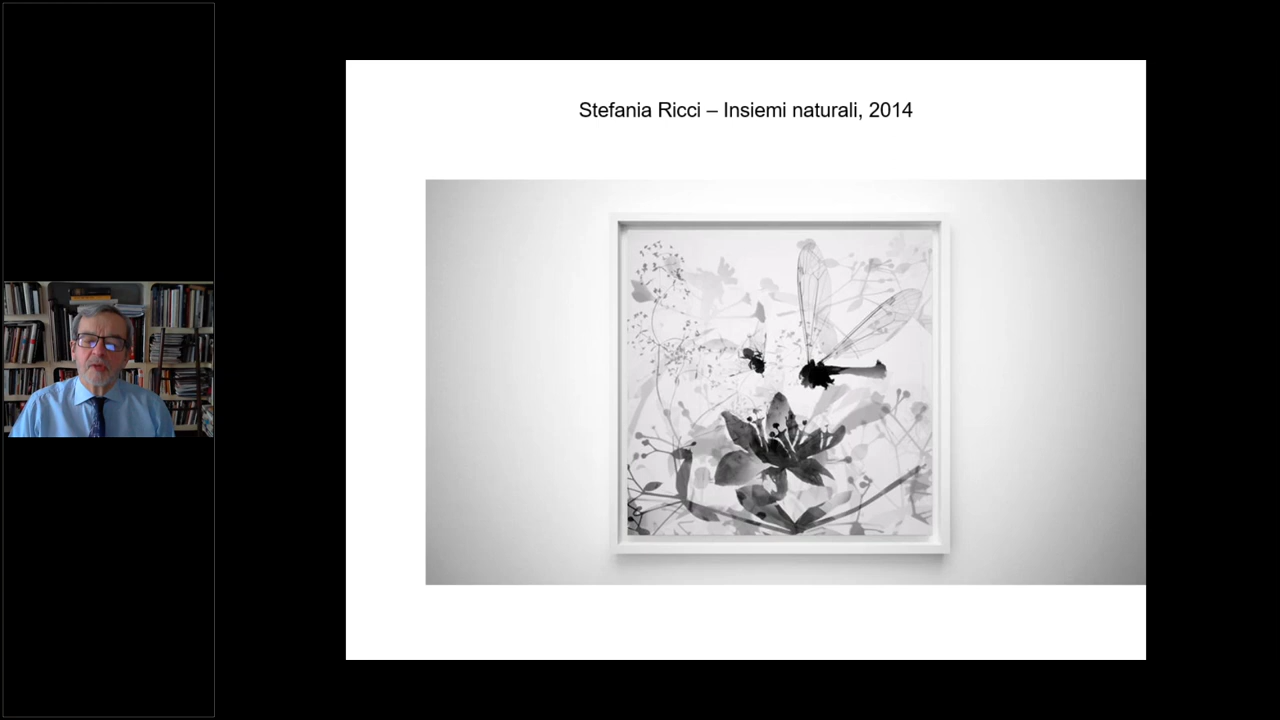 Stefania Ricci – Insiemi naturali, 2014